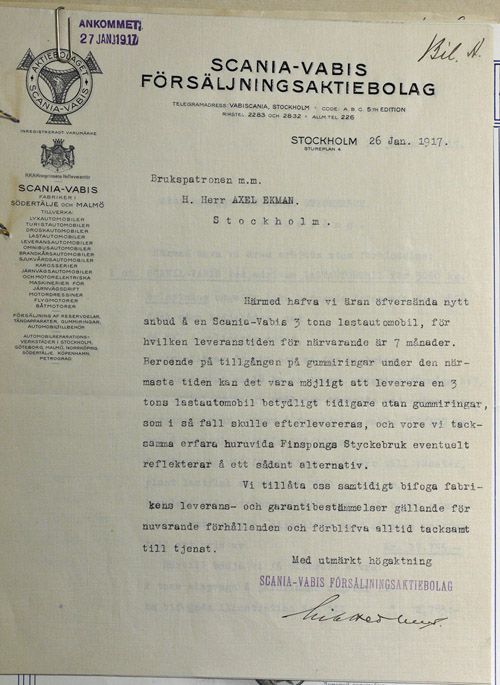 ANKOMMET,
27 JAN 1917
Bil. A.
AKTIEBOLAGET
SCANIA-VABIS
INREGISTRERAT VARUMÄRKE
SCANIA-VABIS
FÖRSÄLJNINGSAKTIEBOLAG
TELEGRAMADRESS: VABISCANIA, STOCKHOLM · CODE: A. B. C. 5TH EDITION
RIKSTEL. 2283 OCH 2832 · ALLM. TEL. 226
STOCKHOLM 26 Jan. 1917.
STUREPLAN 4
SCANIA-VABIS
FABRIKER I
SÖDERTÄLJE OCH MALMÖ
TILLVERKA:
LYXAUTOMOBILER
TURISTAUTOMOBILER
DROSKAUTOMOBILER
LASTAUTOMOBILER
LEVERANSAUTOMOBILER
OMNIBUSAUTOMOBILER
BRANDKÅRSAUTOMOBILER
SJUKVÅRDSAUTOMOBILER
KAROSSERIER
JÄRNVÄGSAUTOMOBILER
OCH MOTORELEKTRISKA
MASKINERIER FÖR
JÄRNVÄGSDRIFT
MOTORDRESSINER
FLYGMOTORER
BÅTMOTORER
FÖRSÄLJNING AF RESERVDELAR,
TÄNDAPPARATER, GUMMIRINGAR,
AUTOMOBILTILLBEHÖR
AUTOMOBILREPARATIONS-
VERKSTÄDER I STOCKHOLM,
GÖTEBORG, MALMÖ, NORRKÖPING,
SÖDERTÄLJE, KÖPENHAMN,
PETROGRAD
Brukspatronen m.m.
H. Herr AXEL EKMAN.
Stockholm.
Härmed hafva vi äran öfversända nytt
anbud å en Scania-Vabis 3 tons lastautomobil, för
hvilken leveranstiden för närvarande är 7 månader.
Beroende på tillgången på gummiringar under den när-
maste tiden kan det vara möjligt att leverera en 3
tons lastautomobil betydligt tidigare utan gummiringar,
som i så fall skulle efterlevereras, och vore vi tack-
samma erfara huruvida Finspongs Styckebruk eventuelt
reflekterar å ett sådant alternativ.
Vi tillåta oss samtidigt bifoga fabri-
kens leverans- och garantibestämmelser gällande för
nuvarande förhållenden och förblifva alltid tacksamt
till tjenst.
Med utmärkt högaktning
SCANIA-VABIS FÖRSÄLJNINGSAKTIEBOLAG